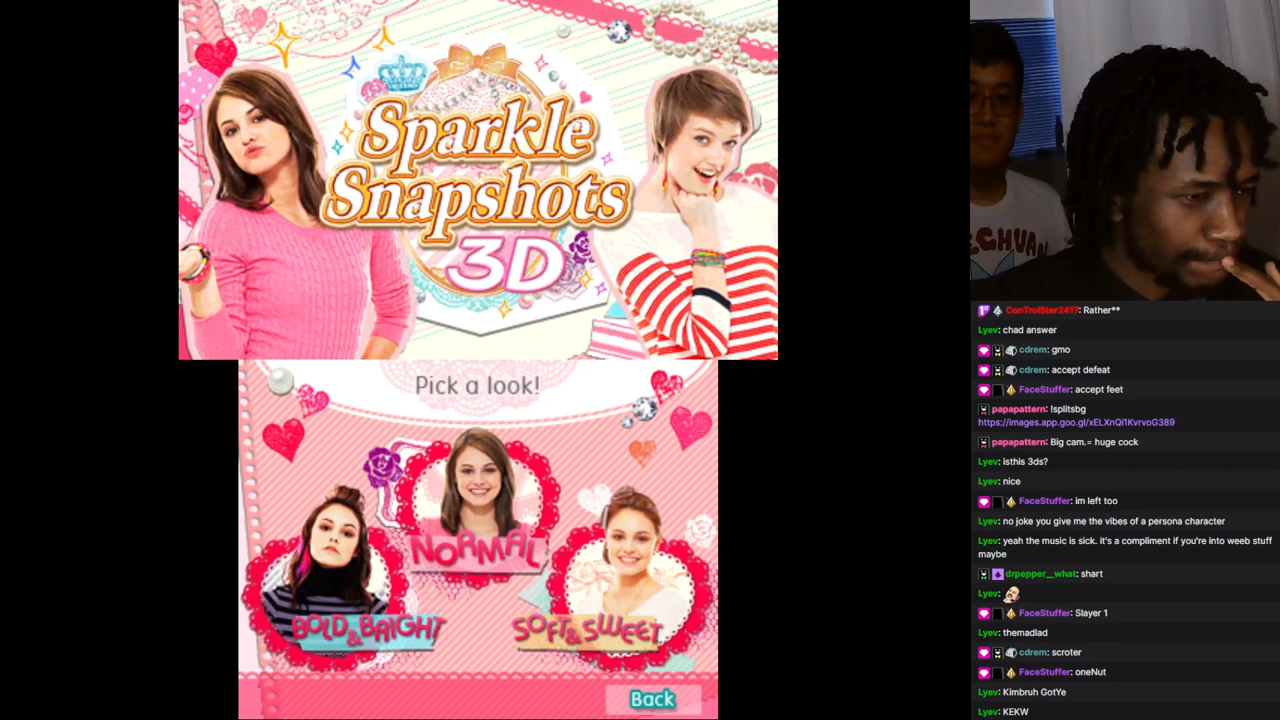 Sparkle
Snapshots
3D
Pick a look!
NORMAL
BOLD & BRIGHT
SOFT & SWEET
Back
ConTrolSter2417: Rather**
Lyev: chad answer
cdrem: gmo
cdrem: accept defeat
FaceStuffer: accept feet
papapattern: !splitsbg
https://images.app.goo.gl/xELXnQi1KvrvoG389
papapattern: Big cam.= huge cock
Lyev: isthis 3ds?
Lyev: nice
FaceStuffer: im left too
Lyev: no joke you give me the vibes of a persona character
Lyev: yeah the music is sick. it's a compliment if you're into weeb stuff
maybe
drpepper__what: shart
Lyev:
FaceStuffer: Slayer 1
Lyev: themadlad
cdrem: scroter
FaceStuffer: oneNut
Lyev: Kimbruh GotYe
Lyev: KEKW